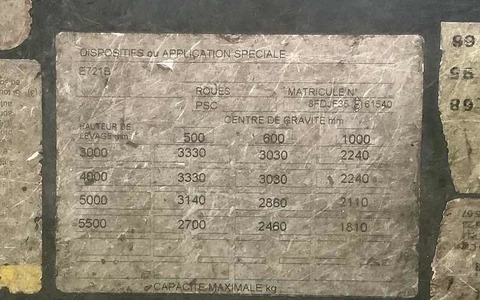 DISPOSITIFS ou APPLICATION SPECIALE
E721B
ROUES MATRICULE N°
PSC 8FDJF35 61540
CENTRE DE GRAVITE mm
HAUTEUR DE
LEVAGE mm 500 600 1000
3000 3330 3030 2240
4000 3330 3030 2240
5000 3140 2860 2110
5500 2700 2460 1810
CAPACITE MAXIMALE kg